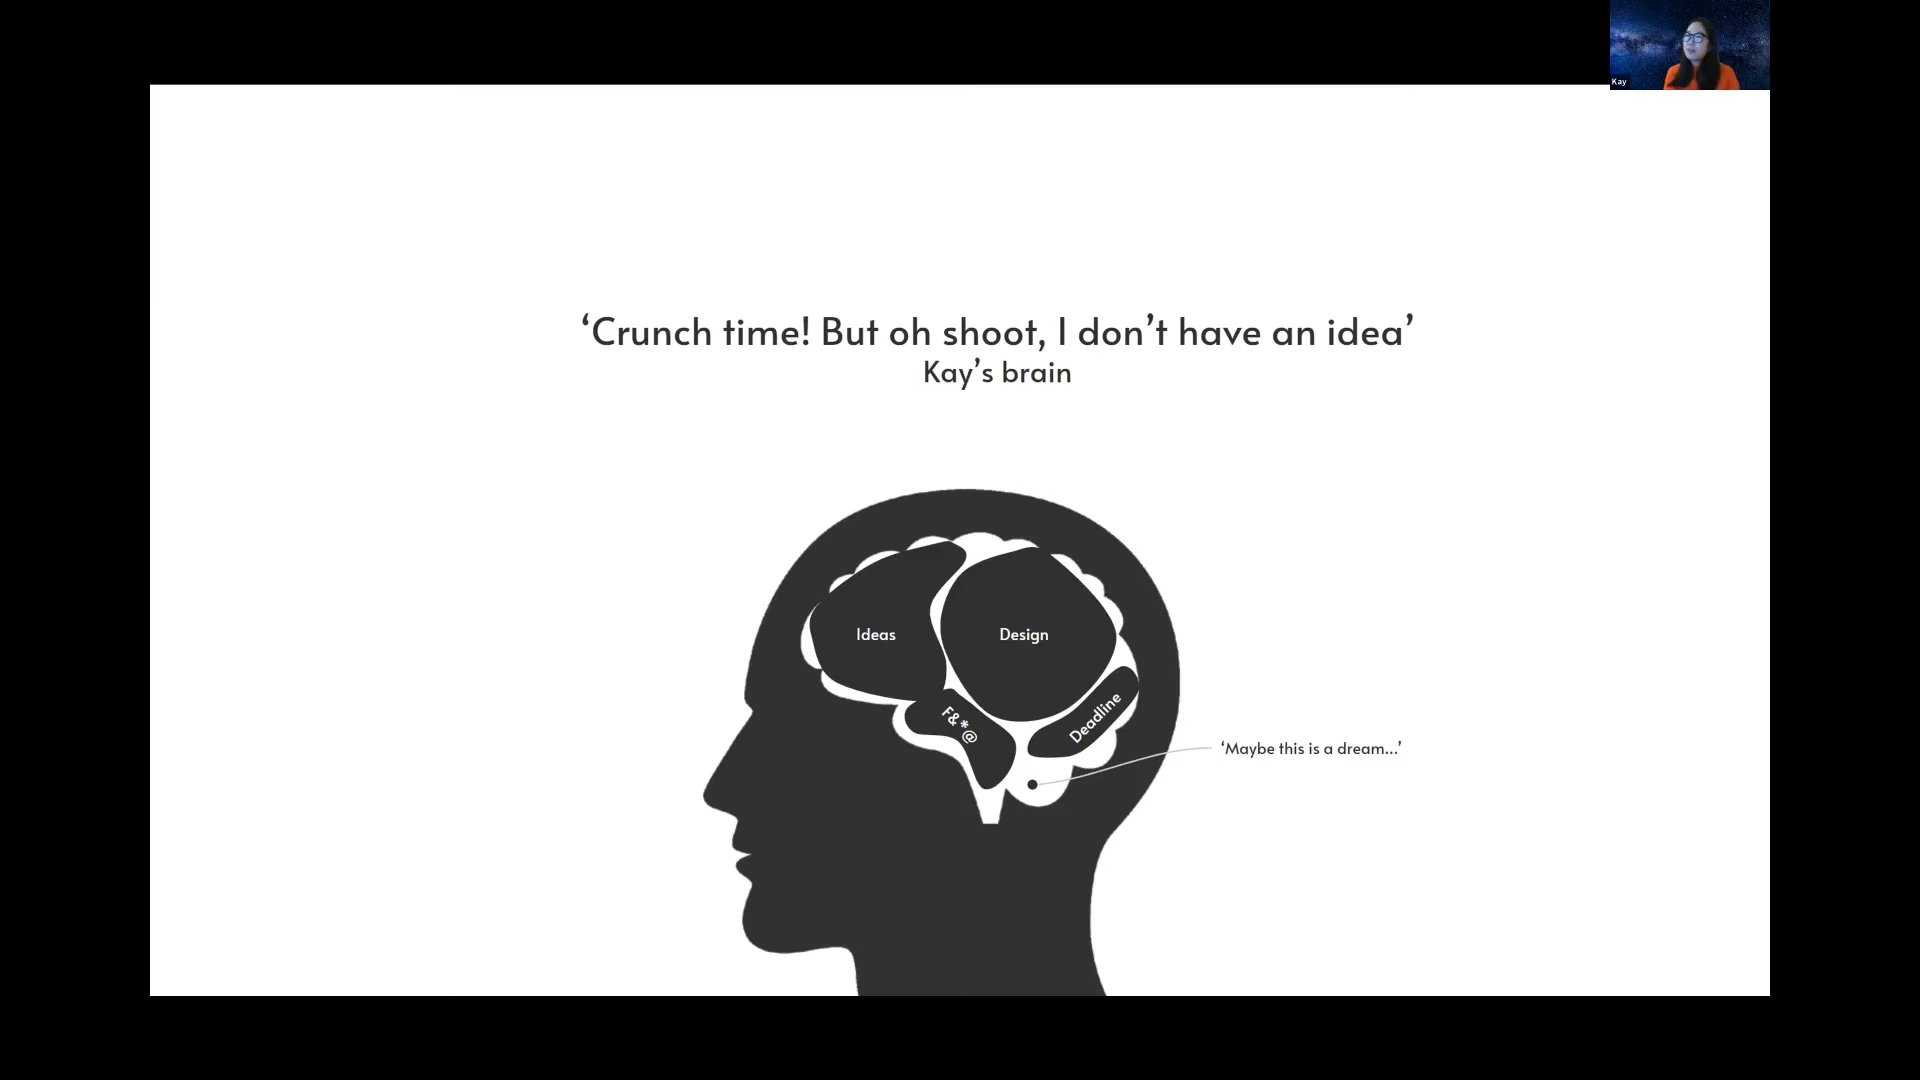 Kay
‘Crunch time! But oh shoot, I don’t have an idea’
Kay’s brain
Ideas
Design
F&*@
Deadline
‘Maybe this is a dream...’